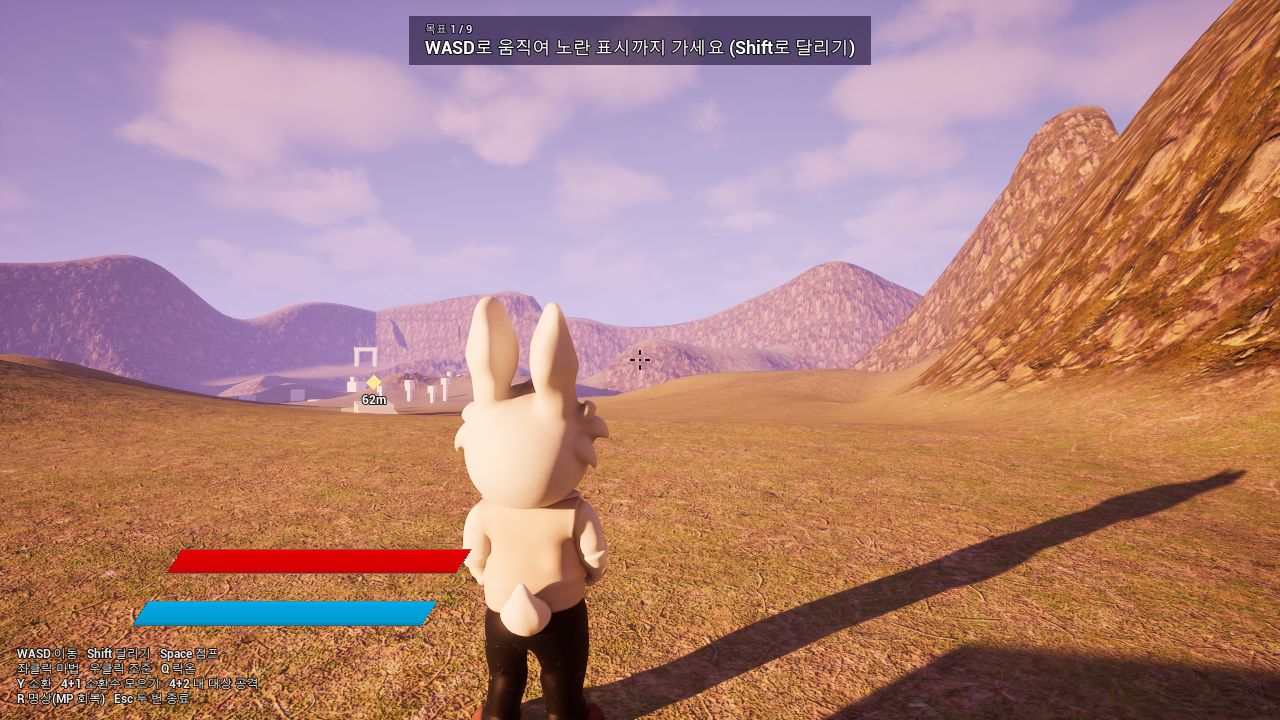 목표 1 / 9
WASD로 움직여 노란 표시까지 가세요 (Shift로 달리기)
62m
WASD 이동   Shift 달리기   Space 점프
좌클릭 마법   우클릭 조준   Q 락온
Y 소환   4+1 소환수 모으기   4+2 내 대상 공격
R 명상(MP 회복)   Esc 두 번 종료